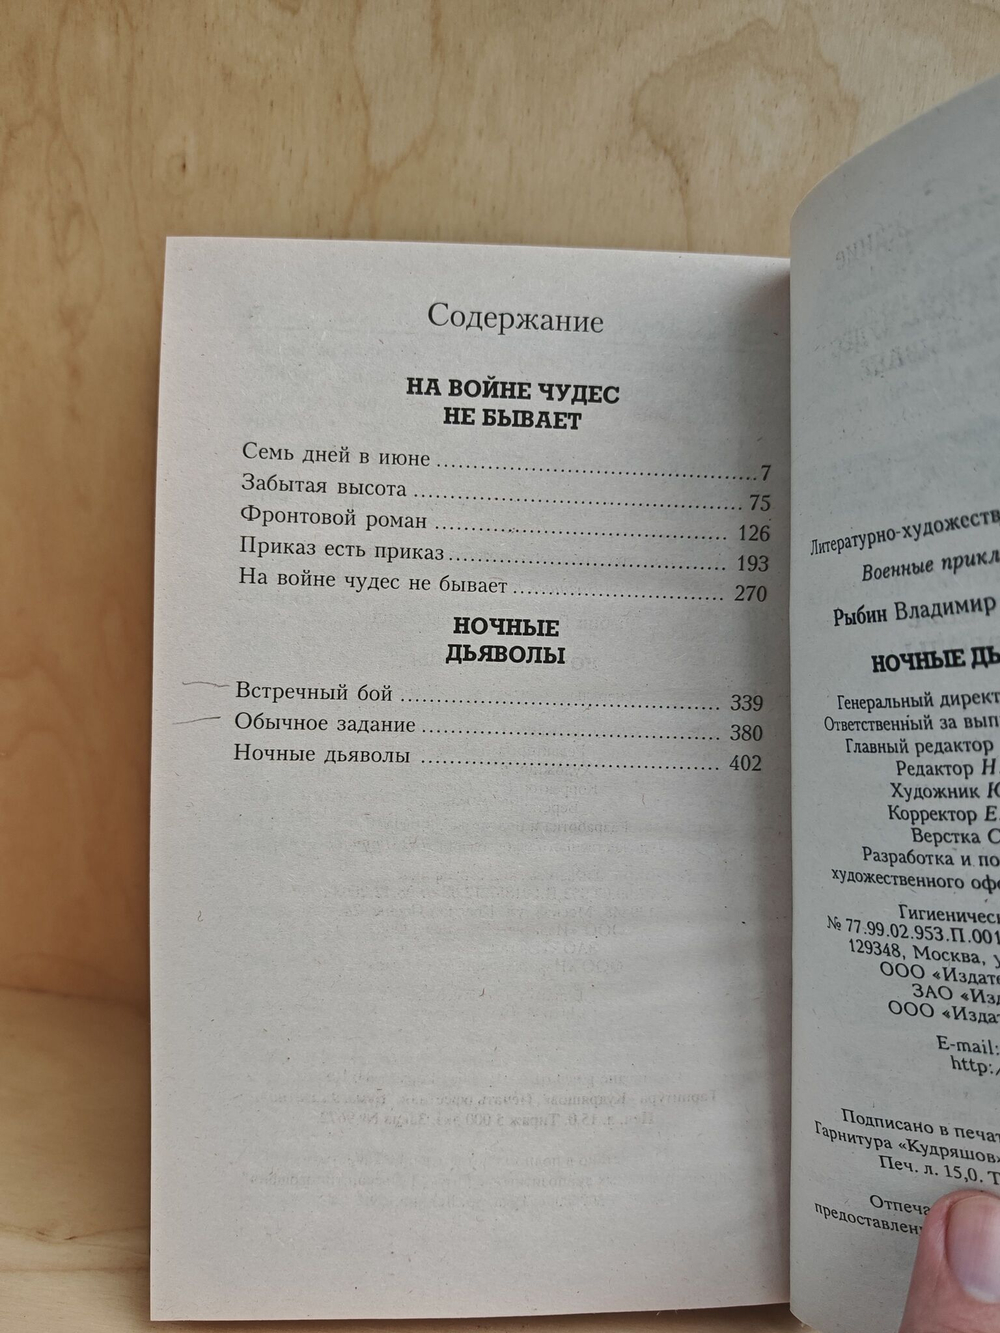 Содержание
НА ВОЙНЕ ЧУДЕС
НЕ БЫВАЕТ
Семь дней в июне ........ 7
Забытая высота ........ 75
Фронтовой роман ........ 126
Приказ есть приказ ........ 193
На войне чудес не бывает ........ 270
НОЧНЫЕ
ДЬЯВОЛЫ
Встречный бой ........ 339
Обычное задание ........ 380
Ночные дьяволы ........ 402
Литературно-художеств
Военные прикл
Рыбин Владимир
НОЧНЫЕ ДЬ
Генеральный директ
Ответственный за вып
Главный редактор
Редактор Н.
Художник Ю
Корректор Е.
Верстка С
Разработка и по
художественного оф
Гигиеническ
№ 77.99.02.953.П.001
129348, Москва, у
ООО «Издате
ЗАО «Изд
ООО «Издат
E-mail:
http:/
Подписано в печат
Гарнитура «Кудряшов»
Печ. л. 15,0. Т
Отпеча
предоставлен